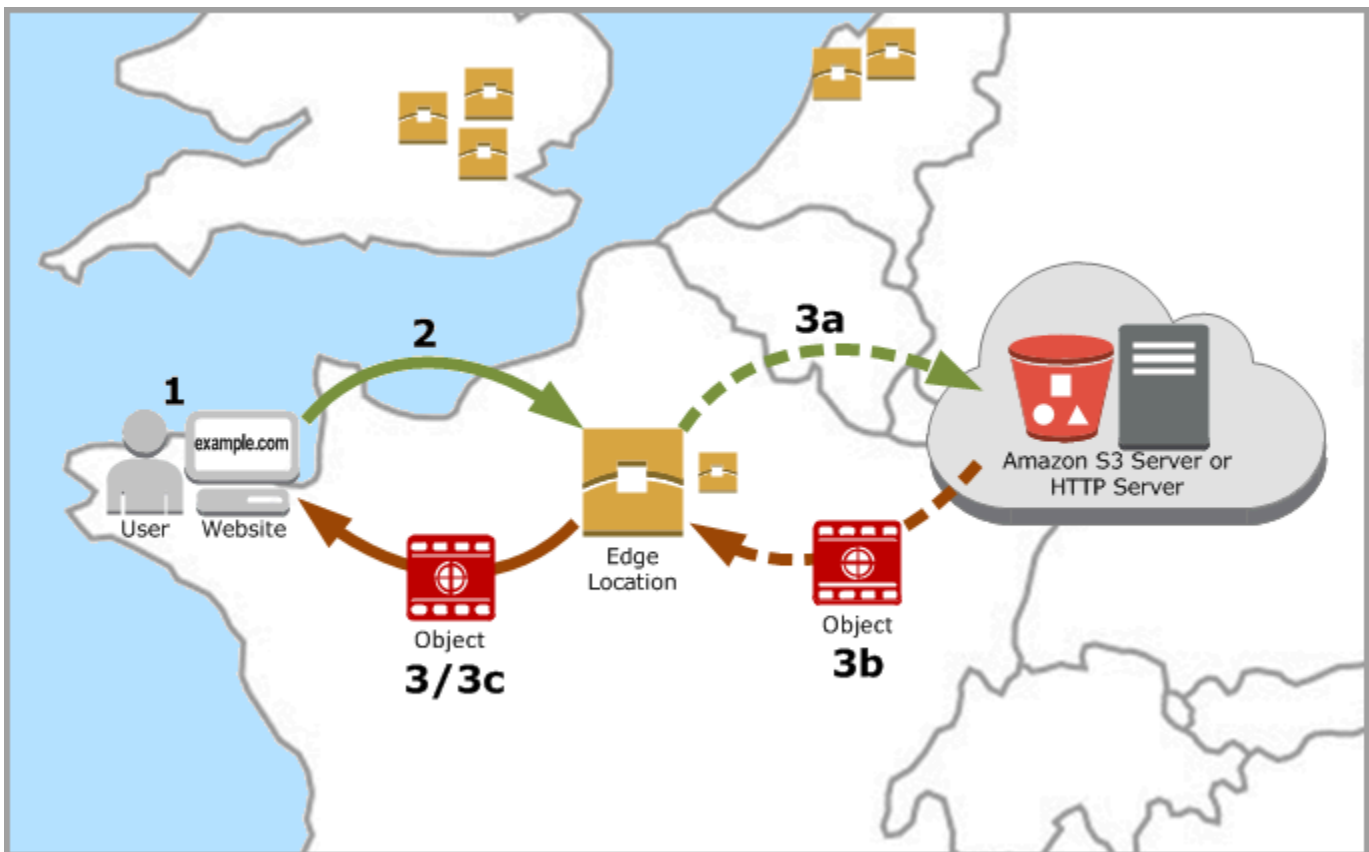 2
3a
1
example.com
User
Website
Edge
Location
Amazon S3 Server or
HTTP Server
Object
3/3c
Object
3b